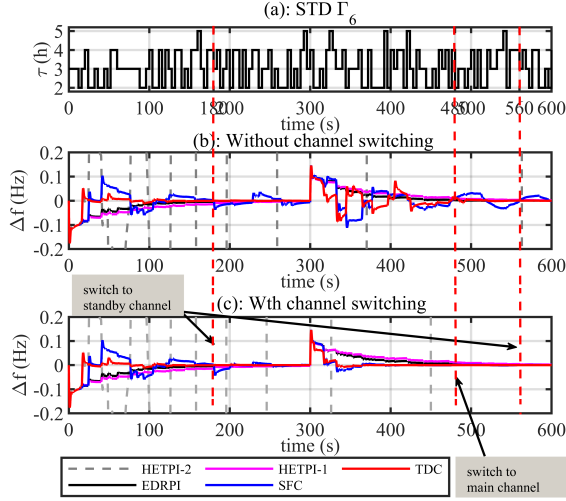 (a): STD Γ6
τ (h)
5
4
3
2
0 100 180 200 300 400 480 500 560 600
time (s)
(b): Without channel switching
Δf (Hz)
0.2
0.1
0
-0.1
-0.2
0 100 200 300 400 500 600
time (s)
switch to
standby channel
(c): Wth channel switching
Δf (Hz)
0.2
0.1
0
-0.1
-0.2
0 100 200 300 400 500 600
time (s)
HETPI-2 HETPI-1 TDC
EDRPI SFC
switch to
main channel